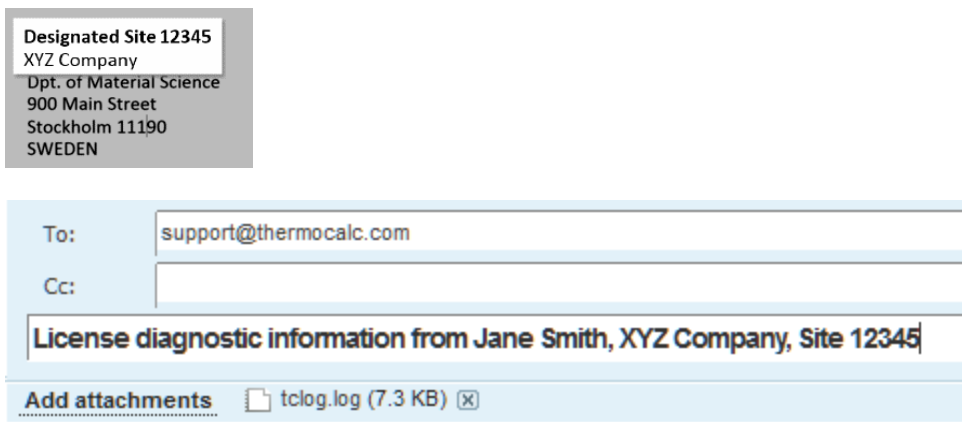 Designated Site 12345
XYZ Company
Dpt. of Material Science
900 Main Street
Stockholm 11190
SWEDEN
To: support@thermocalc.com
Cc:
License diagnostic information from Jane Smith, XYZ Company, Site 12345
Add attachments tclog.log (7.3 KB)